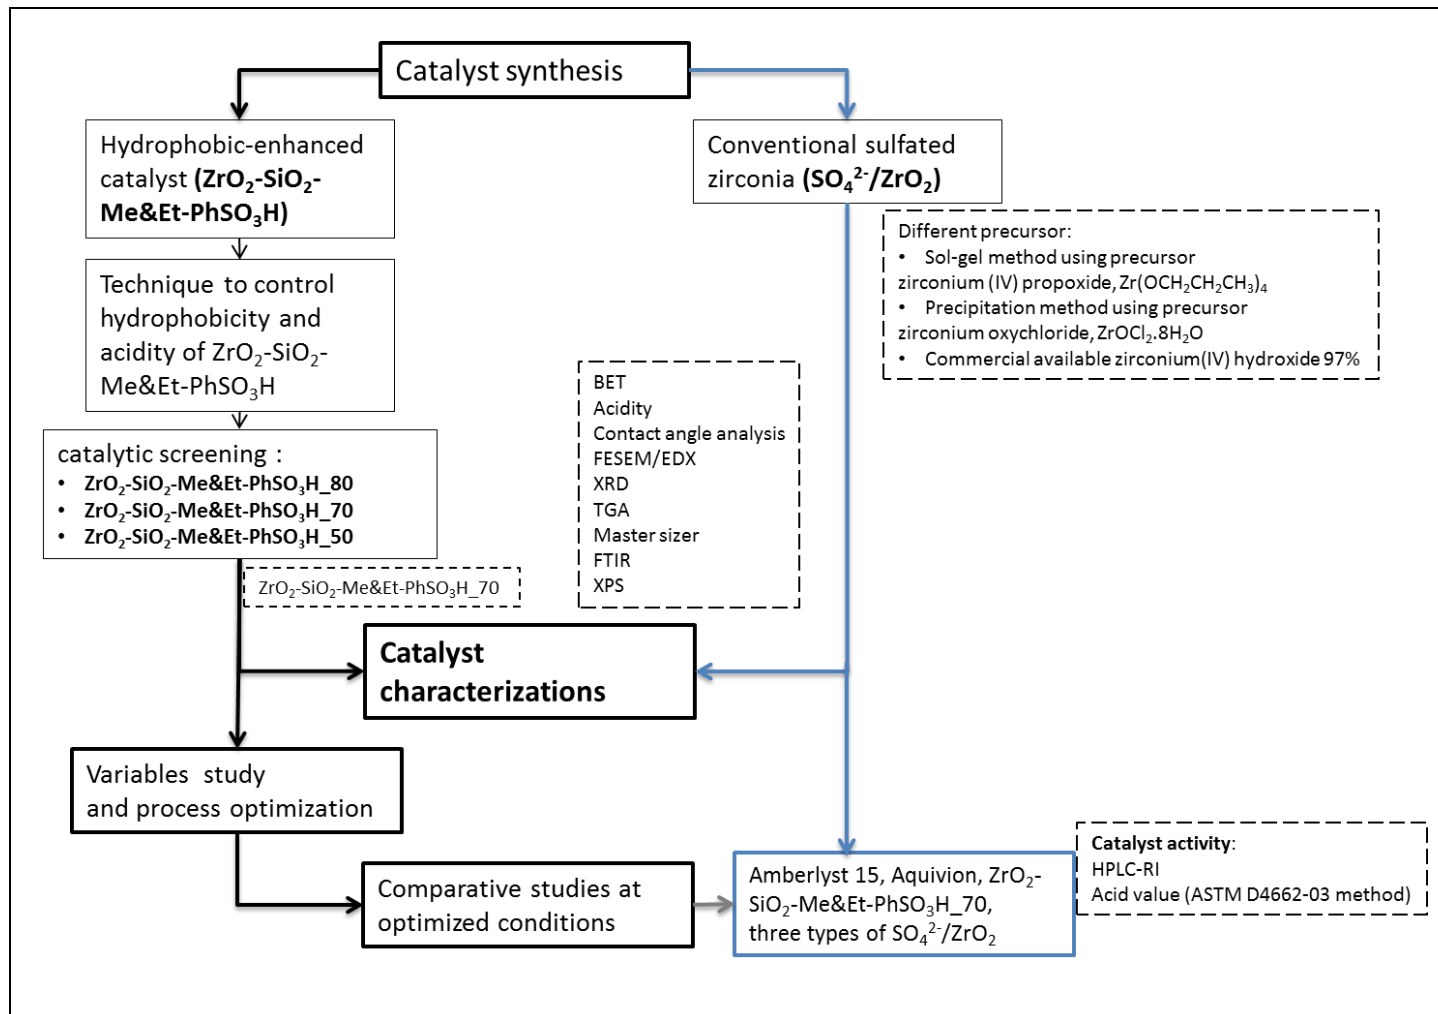 Catalyst synthesis
Hydrophobic-enhanced
catalyst (ZrO₂-SiO₂-
Me&Et-PhSO₃H)
Conventional sulfated
zirconia (SO₄²⁻/ZrO₂)
Different precursor:
• Sol-gel method using precursor
zirconium (IV) propoxide, Zr(OCH₂CH₂CH₃)₄
• Precipitation method using precursor
zirconium oxychloride, ZrOCl₂.8H₂O
• Commercial available zirconium(IV) hydroxide 97%
Technique to control
hydrophobicity and
acidity of ZrO₂-SiO₂-
Me&Et-PhSO₃H
catalytic screening :
• ZrO₂-SiO₂-Me&Et-PhSO₃H_80
• ZrO₂-SiO₂-Me&Et-PhSO₃H_70
• ZrO₂-SiO₂-Me&Et-PhSO₃H_50
BET
Acidity
Contact angle analysis
FESEM/EDX
XRD
TGA
Master sizer
FTIR
XPS
ZrO₂-SiO₂-Me&Et-PhSO₃H_70
Catalyst
characterizations
Variables study
and process optimization
Comparative studies at
optimized conditions
Amberlyst 15, Aquivion, ZrO₂-
SiO₂-Me&Et-PhSO₃H_70,
three types of SO₄²⁻/ZrO₂
Catalyst activity:
HPLC-RI
Acid value (ASTM D4662-03 method)